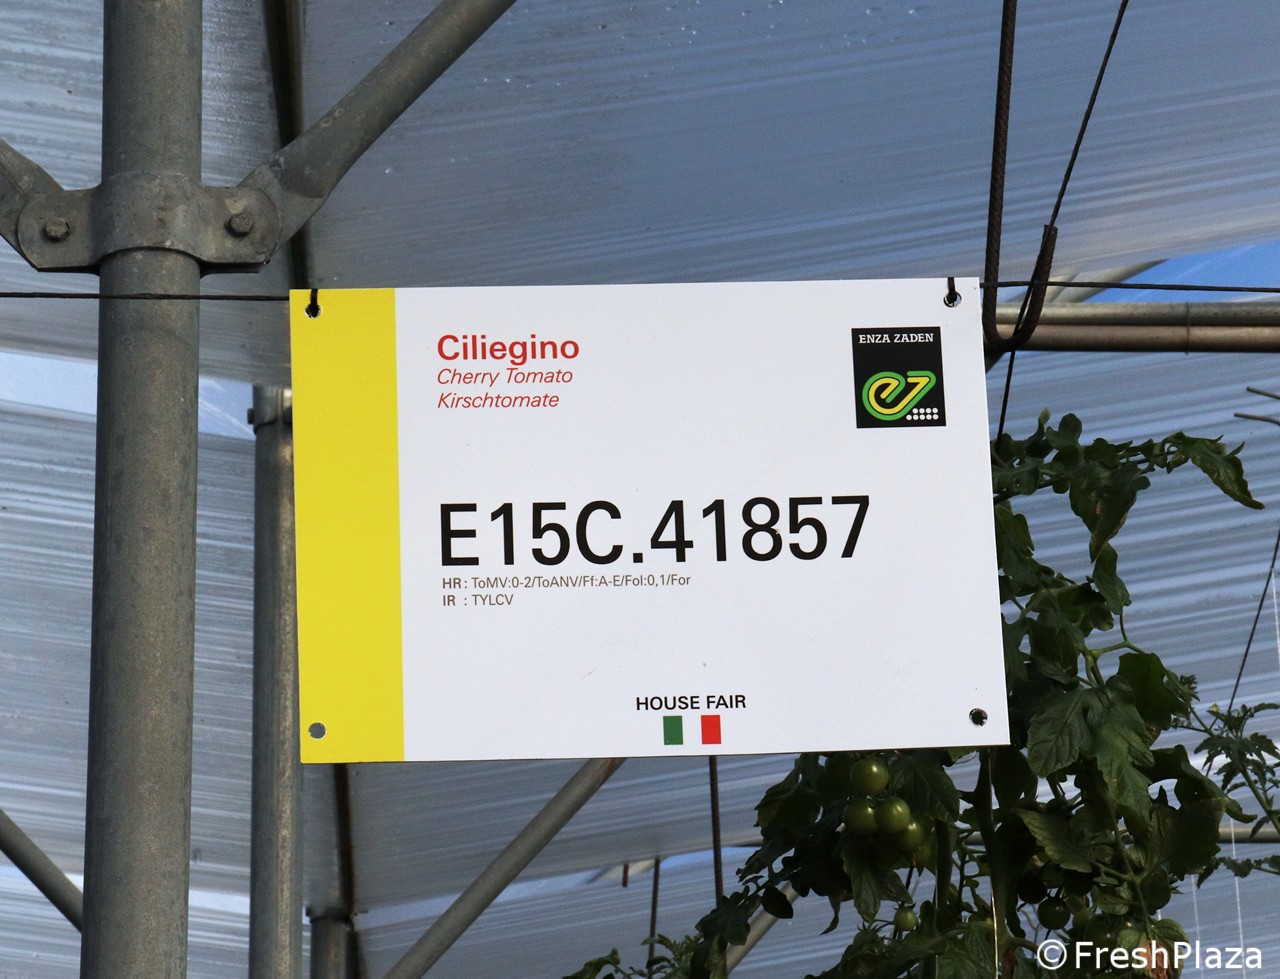 Ciliegino
Cherry Tomato
Kirschtomate
ENZA ZADEN
E15C.41857
HR : ToMV:0-2/ToANV/Ff:A-E/Fol:0,1/For
IR : TYLCV
HOUSE FAIR
© FreshPlaza